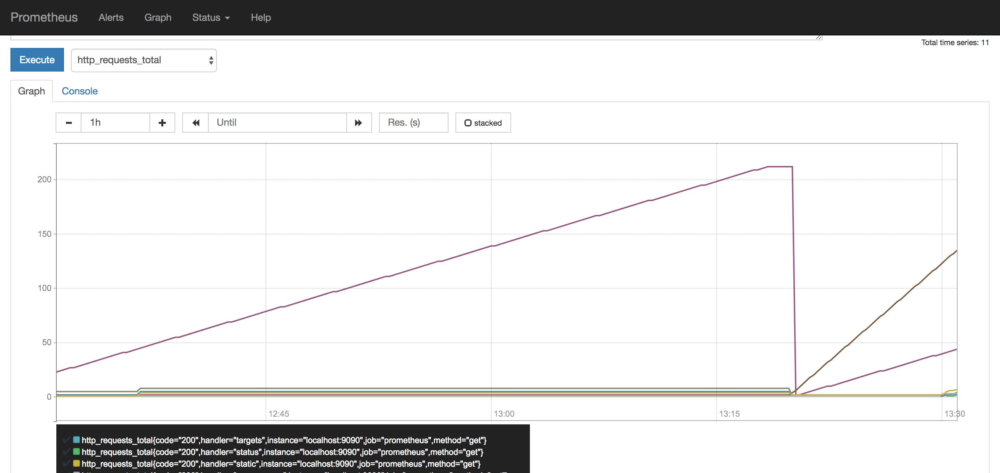 Prometheus Alerts Graph Status Help
Total time series: 11
Execute http_requests_total
Graph Console
1h Until Res. (s) stacked
200
150
100
50
0
12:45 13:00 13:15 13:30
http_requests_total{code="200",handler="targets",instance="localhost:9090",job="prometheus",method="get"}
http_requests_total{code="200",handler="status",instance="localhost:9090",job="prometheus",method="get"}
http_requests_total{code="200",handler="static",instance="localhost:9090",job="prometheus",method="get"}